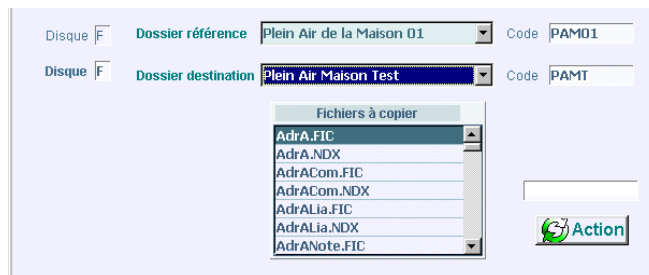 Disque F Dossier référence Plein Air de la Maison 01 Code PAM01
Disque F Dossier destination Plein Air Maison Test Code PAMT
Fichiers à copier
AdrA.FIC
AdrA.NDX
AdrACom.FIC
AdrACom.NDX
AdrALia.FIC
AdrALia.NDX
AdrANote.FIC
Action